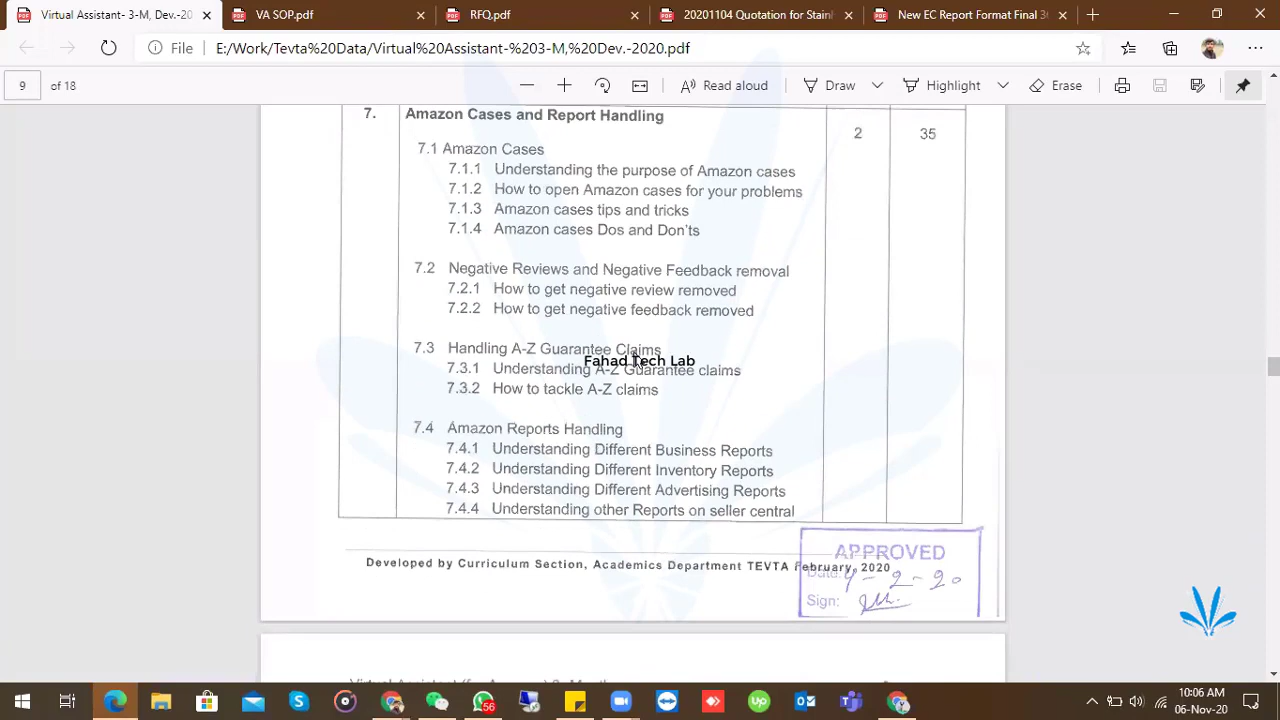 Virtual Assistant- 3-M, Dev.-20
VA SOP.pdf
RFQ.pdf
20201104 Quotation for Stainl
New EC Report Format Final 3
File
E:/Work/Tevta%20Data/Virtual%20Assistant-%203-M,%20Dev.-2020.pdf
9 of 18
Read aloud
Draw
Highlight
Erase
7. Amazon Cases and Report Handling
2 35
7.1 Amazon Cases
7.1.1 Understanding the purpose of Amazon cases
7.1.2 How to open Amazon cases for your problems
7.1.3 Amazon cases tips and tricks
7.1.4 Amazon cases Dos and Don'ts
7.2 Negative Reviews and Negative Feedback removal
7.2.1 How to get negative review removed
7.2.2 How to get negative feedback removed
7.3 Handling A-Z Guarantee Claims
Fahad Tech Lab
7.3.1 Understanding A-Z Guarantee claims
7.3.2 How to tackle A-Z claims
7.4 Amazon Reports Handling
7.4.1 Understanding Different Business Reports
7.4.2 Understanding Different Inventory Reports
7.4.3 Understanding Different Advertising Reports
7.4.4 Understanding other Reports on seller central
APPROVED
Developed by Curriculum Section, Academics Department TEVTA February, 2020
Date: 4-2-20
Sign:
56
Up
10:06 AM
06-Nov-20